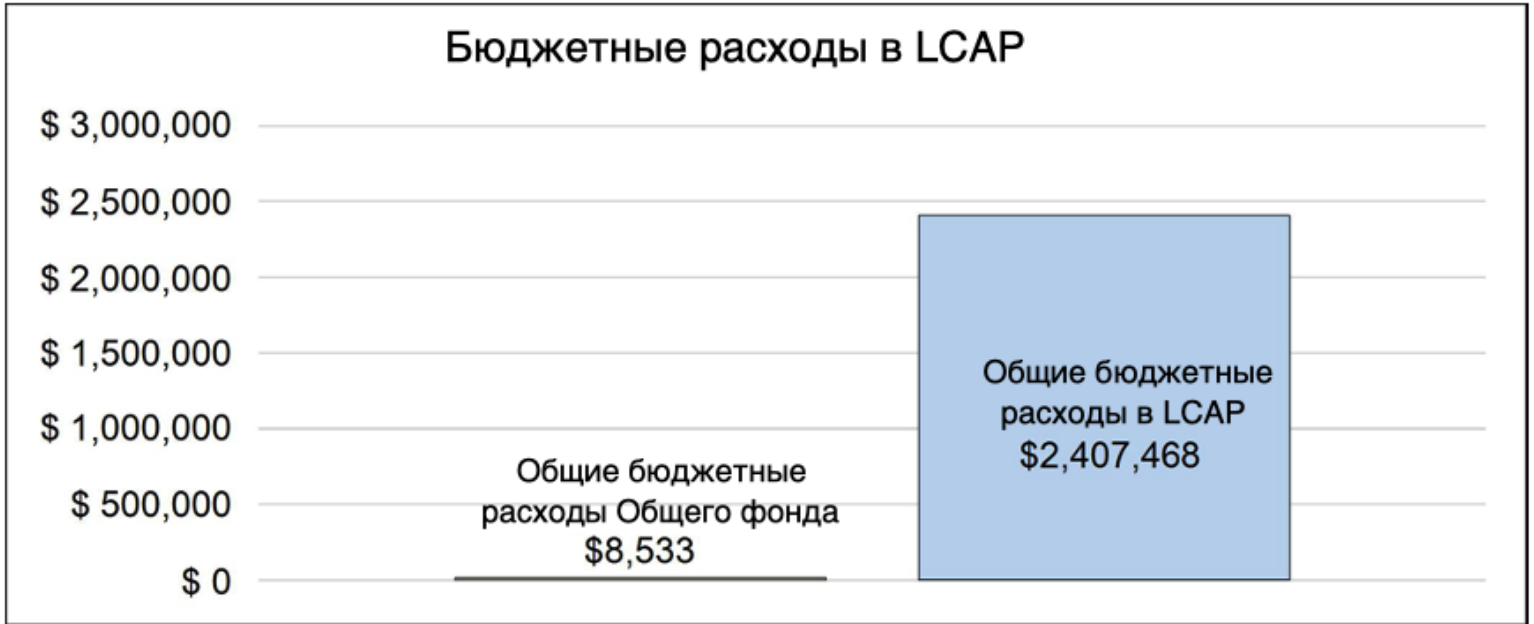 Бюджетные расходы в LCAP
$ 3,000,000
$ 2,500,000
$ 2,000,000
$ 1,500,000
$ 1,000,000
$ 500,000
$ 0
Общие бюджетные
расходы Общего фонда
$8,533
Общие бюджетные
расходы в LCAP
$2,407,468